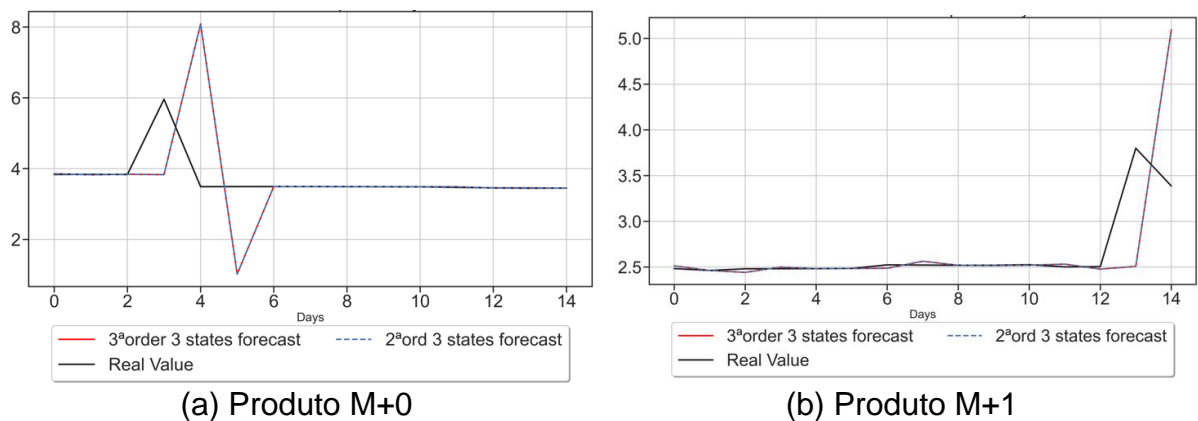 8
6
4
2
0 2 4 6 8 10 12 14
Days
3ªorder 3 states forecast 2ªord 3 states forecast
Real Value
(a) Produto M+0
5.0
4.5
4.0
3.5
3.0
2.5
0 2 4 6 8 10 12 14
Days
3ªorder 3 states forecast 2ªord 3 states forecast
Real Value
(b) Produto M+1